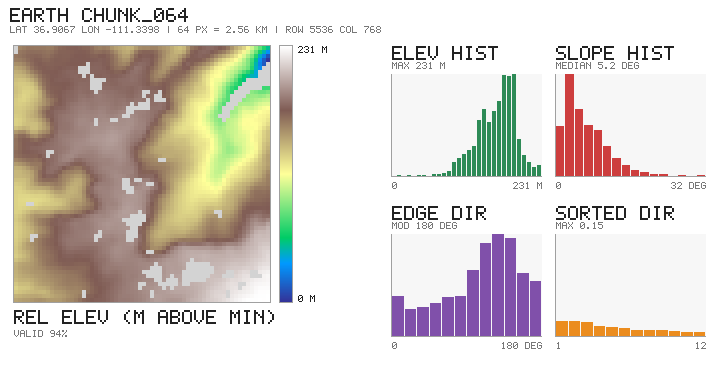 EARTH CHUNK_064
LAT 36.9067 LON -111.3398 | 64 PX = 2.56 KM | ROW 5536 COL 768
231 M
0 M
REL ELEV (M ABOVE MIN)
VALID 94%
ELEV HIST
MAX 231 M
0 231 M
SLOPE HIST
MEDIAN 5.2 DEG
0 32 DEG
EDGE DIR
MOD 180 DEG
0 180 DEG
SORTED DIR
MAX 0.15
1 12